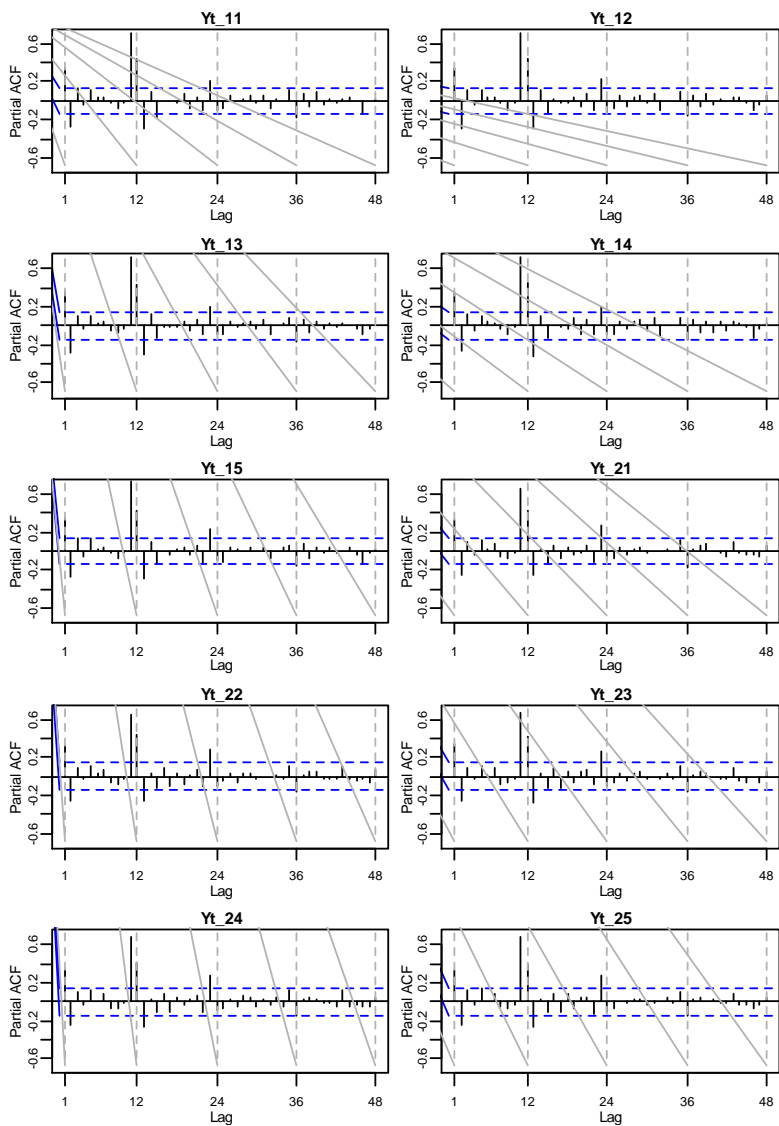 Yt_11
Partial ACF
-0.6 -0.2 0.2 0.6
1 12 24 36 48
Lag
Yt_12
Partial ACF
-0.6 -0.2 0.2 0.6
1 12 24 36 48
Lag
Yt_13
Partial ACF
-0.6 -0.2 0.2 0.6
1 12 24 36 48
Lag
Yt_14
Partial ACF
-0.6 -0.2 0.2 0.6
1 12 24 36 48
Lag
Yt_15
Partial ACF
-0.6 -0.2 0.2 0.6
1 12 24 36 48
Lag
Yt_21
Partial ACF
-0.6 -0.2 0.2 0.6
1 12 24 36 48
Lag
Yt_22
Partial ACF
-0.6 -0.2 0.2 0.6
1 12 24 36 48
Lag
Yt_23
Partial ACF
-0.6 -0.2 0.2 0.6
1 12 24 36 48
Lag
Yt_24
Partial ACF
-0.6 -0.2 0.2 0.6
1 12 24 36 48
Lag
Yt_25
Partial ACF
-0.6 -0.2 0.2 0.6
1 12 24 36 48
Lag